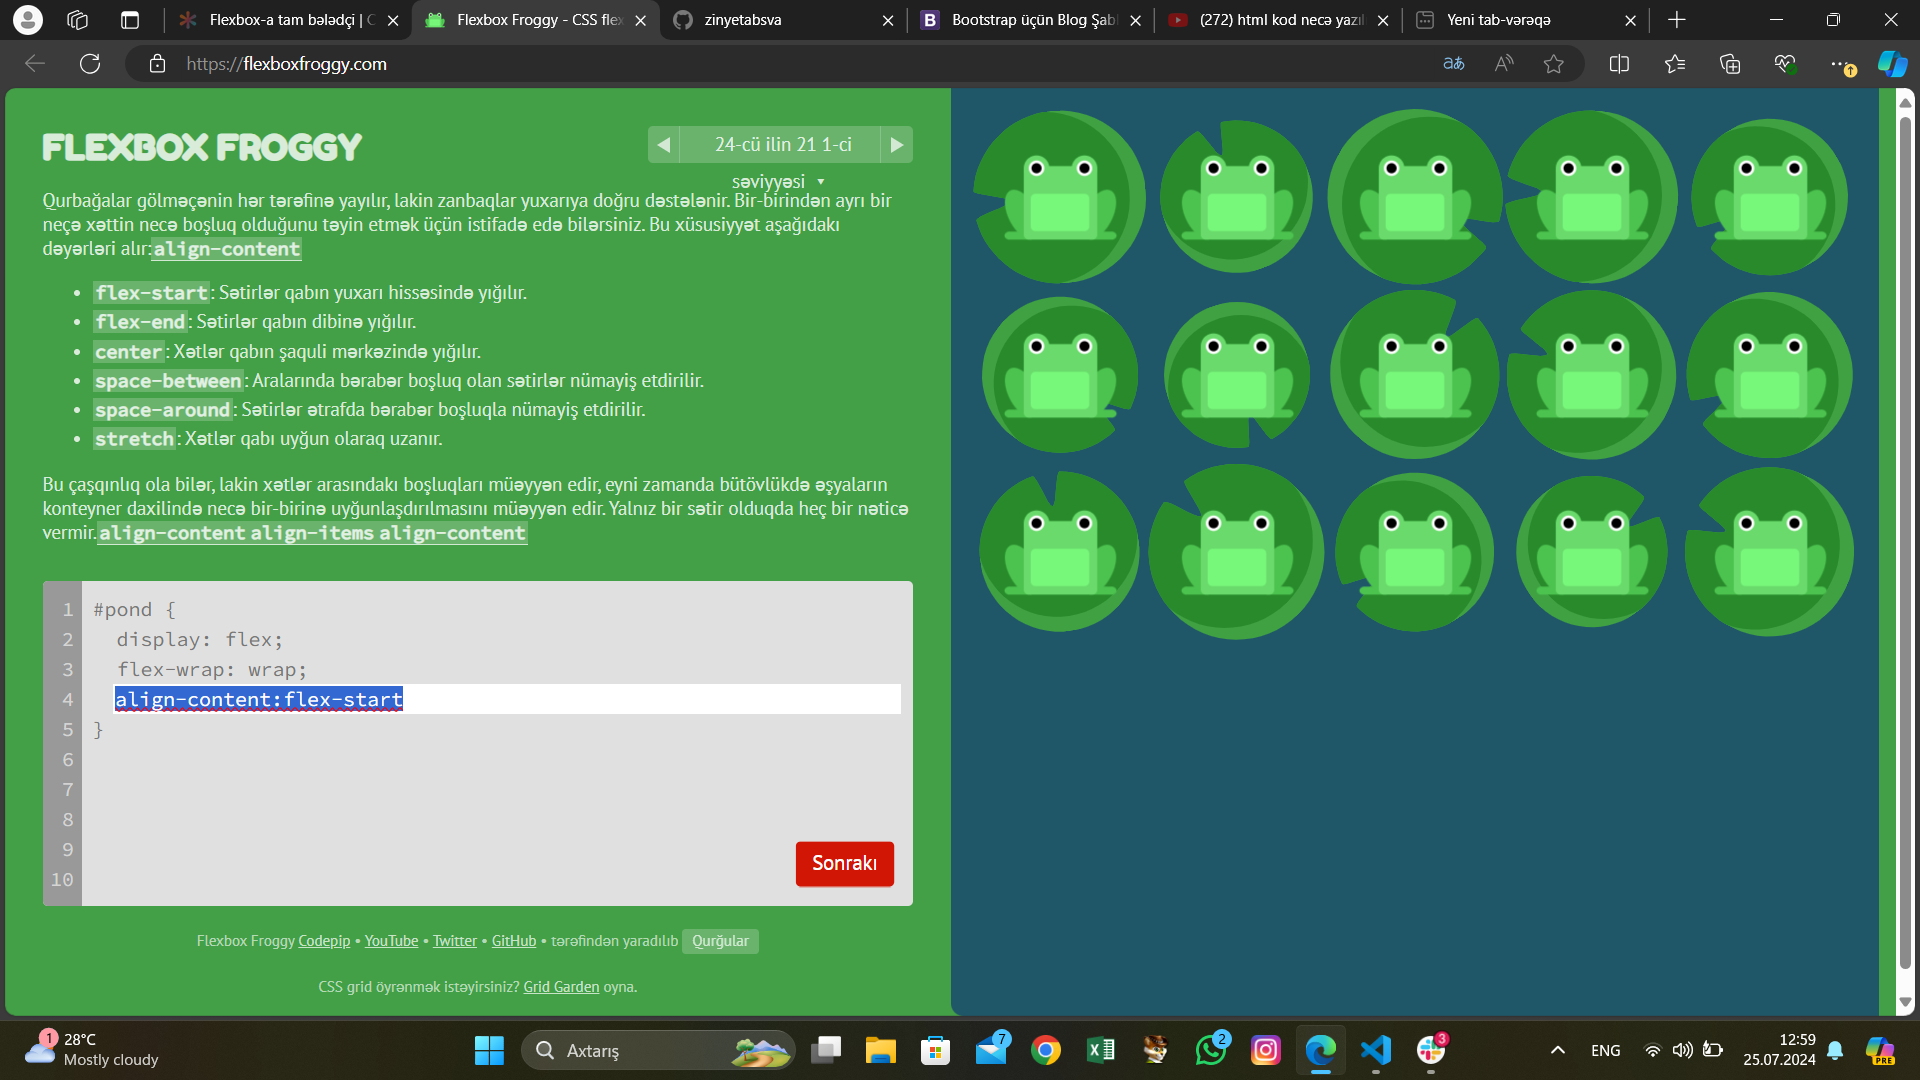 Flexbox-a tam bələdçi | C
Flexbox Froggy - CSS flex
zinyetabsva
Bootstrap üçün Blog Şabl
(272) html kod necə yazıl
Yeni tab-vərəqə
https://flexboxfroggy.com
FLEXBOX FROGGY
24-cü ilin 21 1-ci
səviyyəsi
Qurbağalar gölməçənin hər tərəfinə yayılır, lakin zanbaqlar yuxarıya doğru dəstələnir. Bir-birindən ayrı bir
neçə xəttin necə boşluq olduğunu təyin etmək üçün istifadə edə bilərsiniz. Bu xüsusiyyət aşağıdakı
dəyərləri alır:align-content
• flex-start: Sətirlər qabın yuxarı hissəsində yığılır.
• flex-end: Sətirlər qabın dibinə yığılır.
• center: Xətlər qabın şaquli mərkəzində yığılır.
• space-between: Aralarında bərabər boşluq olan sətirlər nümayiş etdirilir.
• space-around: Sətirlər ətrafda bərabər boşluqla nümayiş etdirilir.
• stretch: Xətlər qabı uyğun olaraq uzanır.
Bu çaşqınlıq ola bilər, lakin xətlər arasındakı boşluqları müəyyən edir, eyni zamanda bütövlükdə əşyaların
konteyner daxilində necə bir-birinə uyğunlaşdırılmasını müəyyən edir. Yalnız bir sətir olduqda heç bir nəticə
vermir.align-content align-items align-content
1 #pond {
2 display: flex;
3 flex-wrap: wrap;
4 align-content:flex-start
5 }
6
7
8
9
10
Sonrakı
Flexbox Froggy Codepip • YouTube • Twitter • GitHub • tərəfindən yaradılıb Qurğular
CSS grid öyrənmək istəyirsiniz? Grid Garden oyna.
1
28°C
Mostly cloudy
Axtarış
7
2
3
ENG
12:59
25.07.2024
PRE